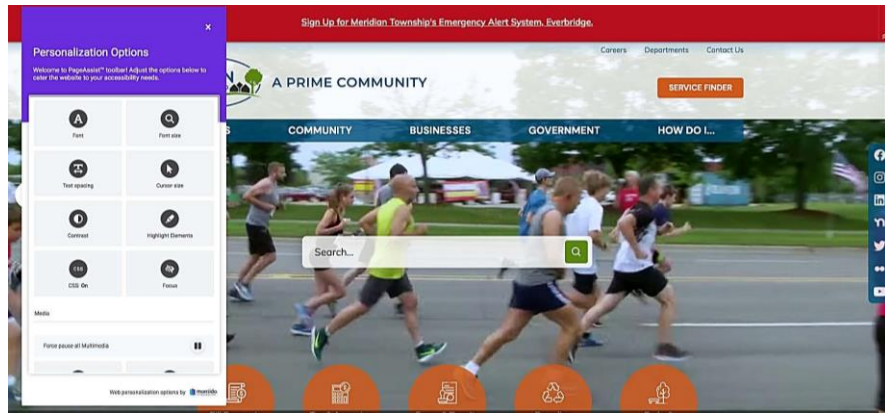 Sign Up for Meridian Township's Emergency Alert System, Everbridge.
×
Personalization Options
Welcome to PageAssist™ toolbar! Adjust the options below to
cater the website to your accessibility needs.
A
Font
Font size
T
Text spacing
Cursor size
Contrast
Highlight Elements
CSS
CSS On
Focus
Media
Force pause all Multimedia
Web personalization options by
Careers Departments Contact Us
N
A PRIME COMMUNITY
SERVICE FINDER
S COMMUNITY BUSINESSES GOVERNMENT HOW DO I...
Search...
in